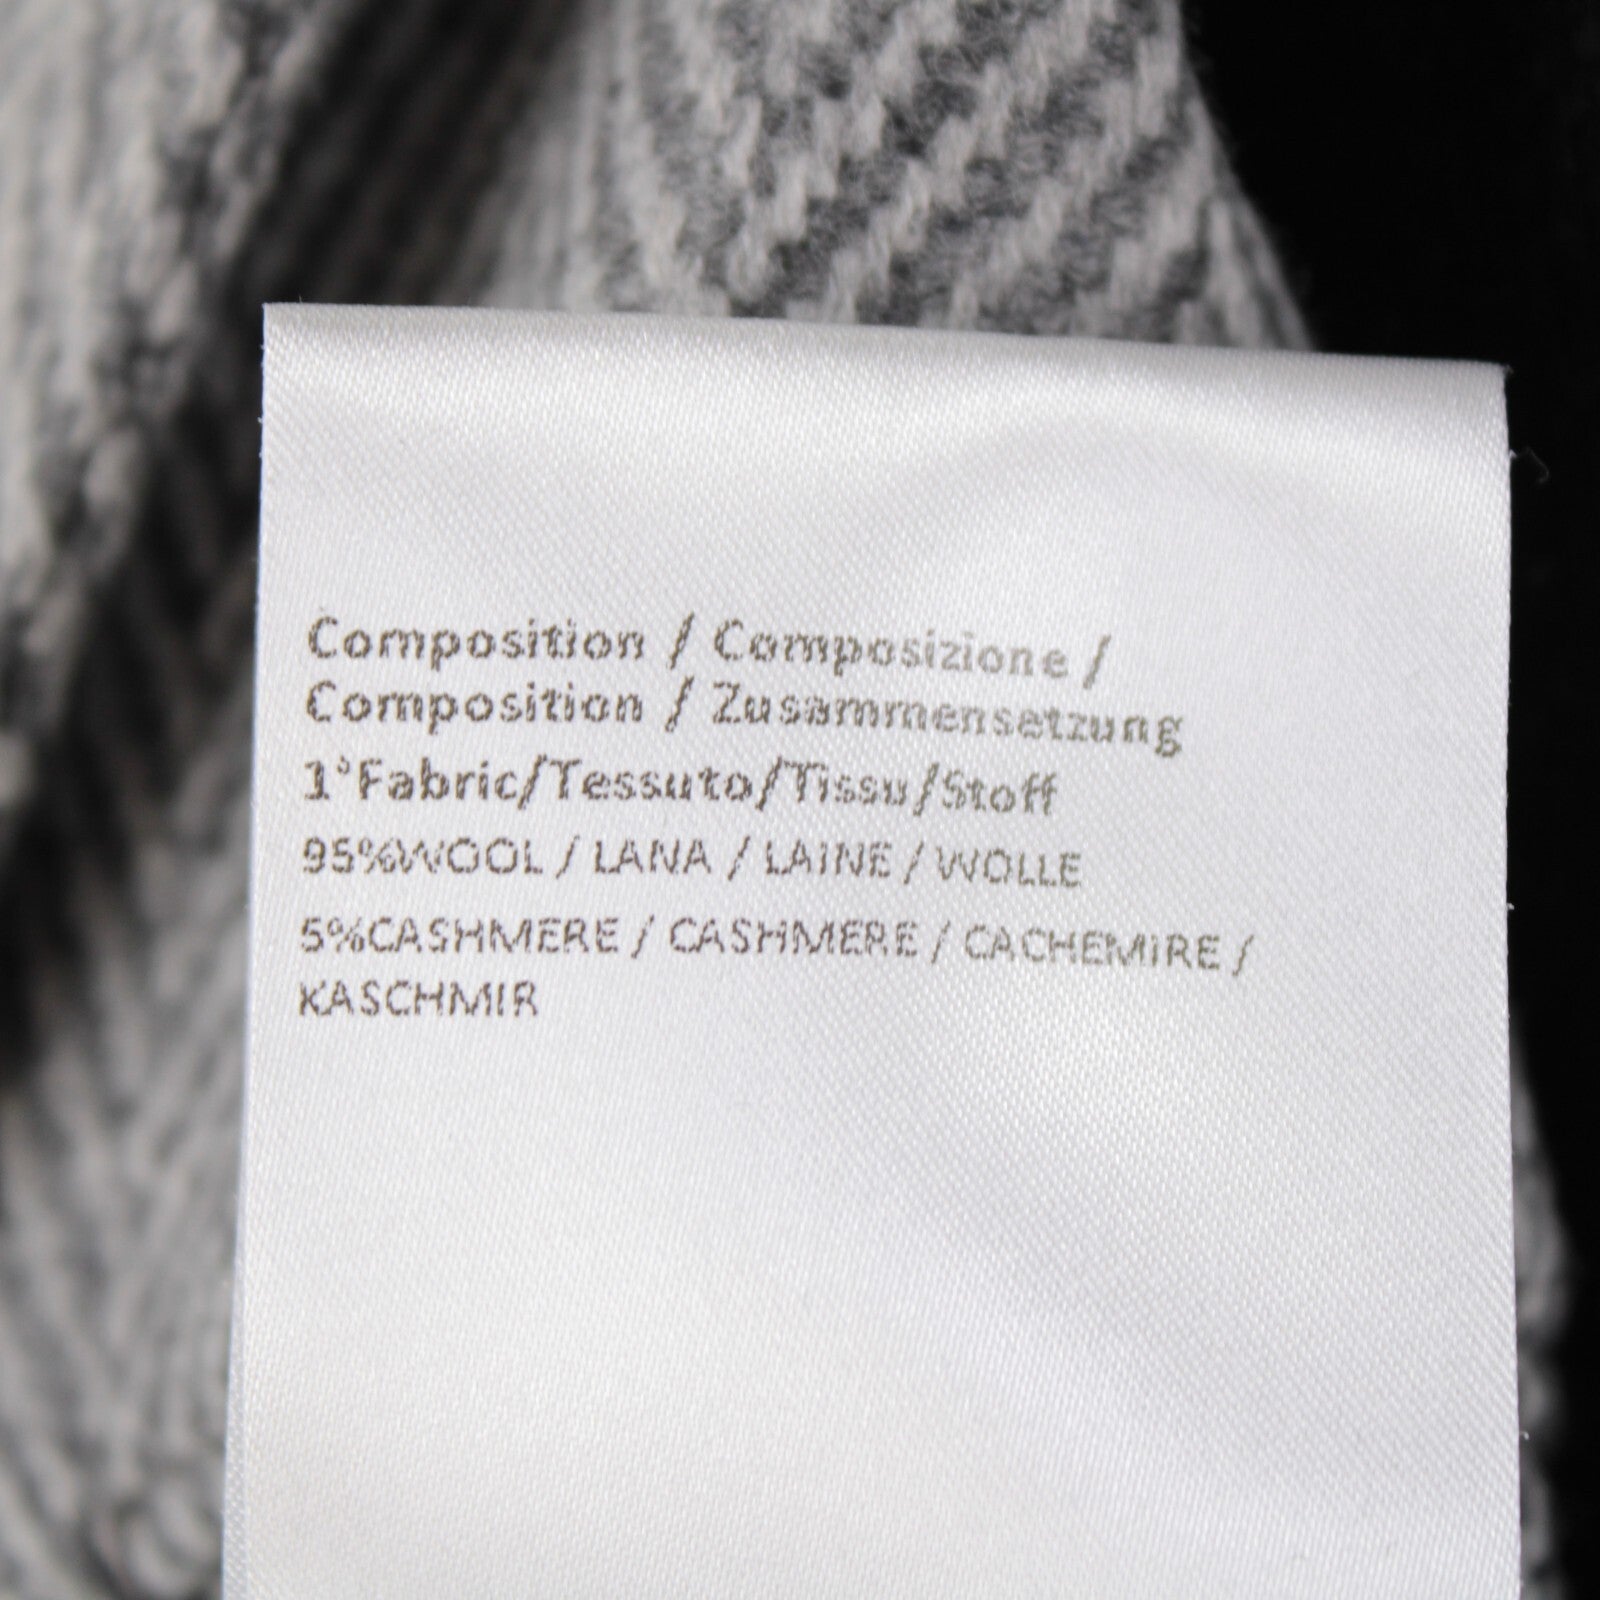 Composition / Composizione /
Composition / Zusammensetzung
1°Fabric/Tessuto/Tissu/Stoff
95%WOOL / LANA / LAINE / WOLLE
5%CASHMERE / CASHMERE / CACHEMIRE /
KASCHMIR